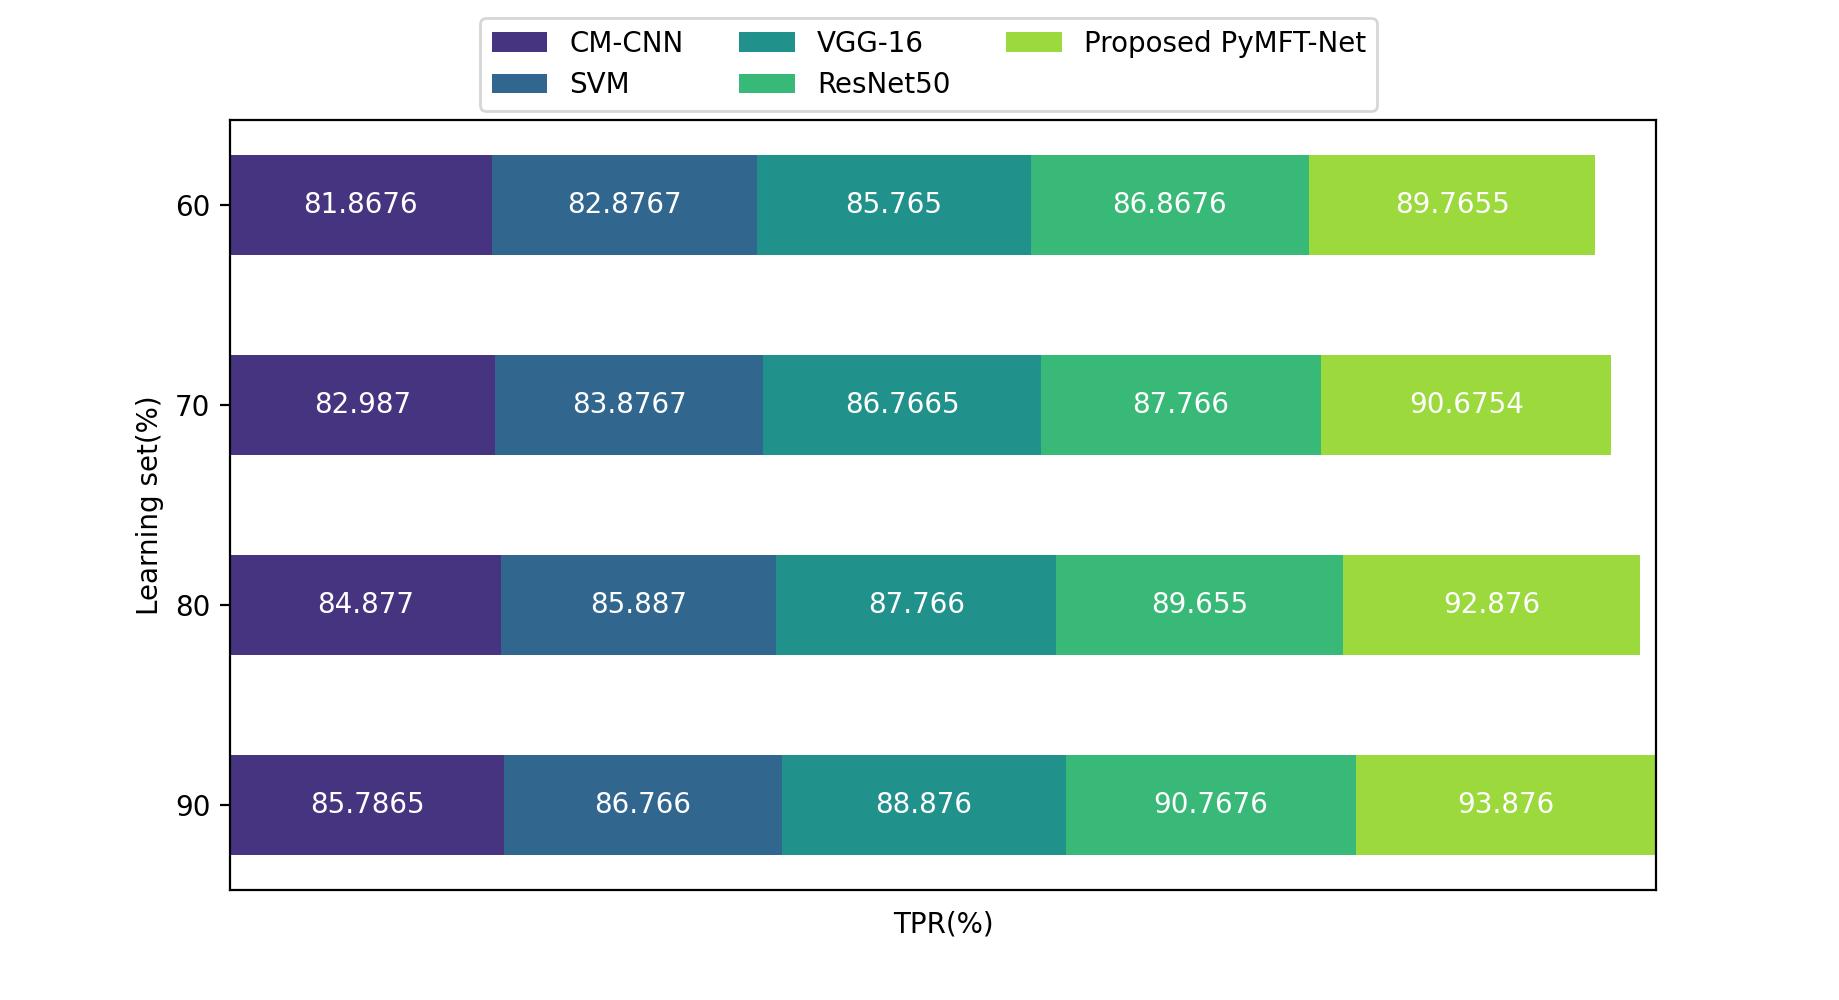 CM-CNN VGG-16 Proposed PyMFT-Net
SVM ResNet50
60 81.8676 82.8767 85.765 86.8676 89.7655
70 82.987 83.8767 86.7665 87.766 90.6754
80 84.877 85.887 87.766 89.655 92.876
90 85.7865 86.766 88.876 90.7676 93.876
Learning set(%)
TPR(%)